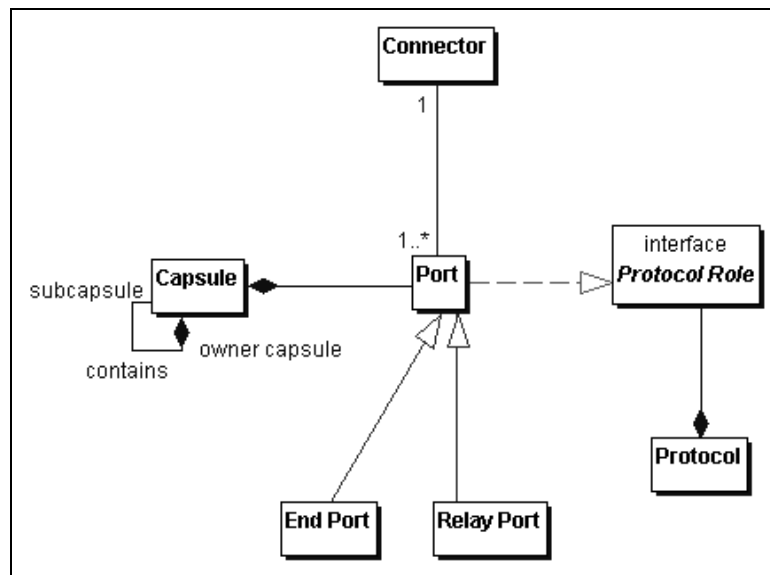 Connector
1
1..*
interface
Protocol Role
Port
Capsule
subcapsule
owner capsule
contains
Protocol
End Port
Relay Port